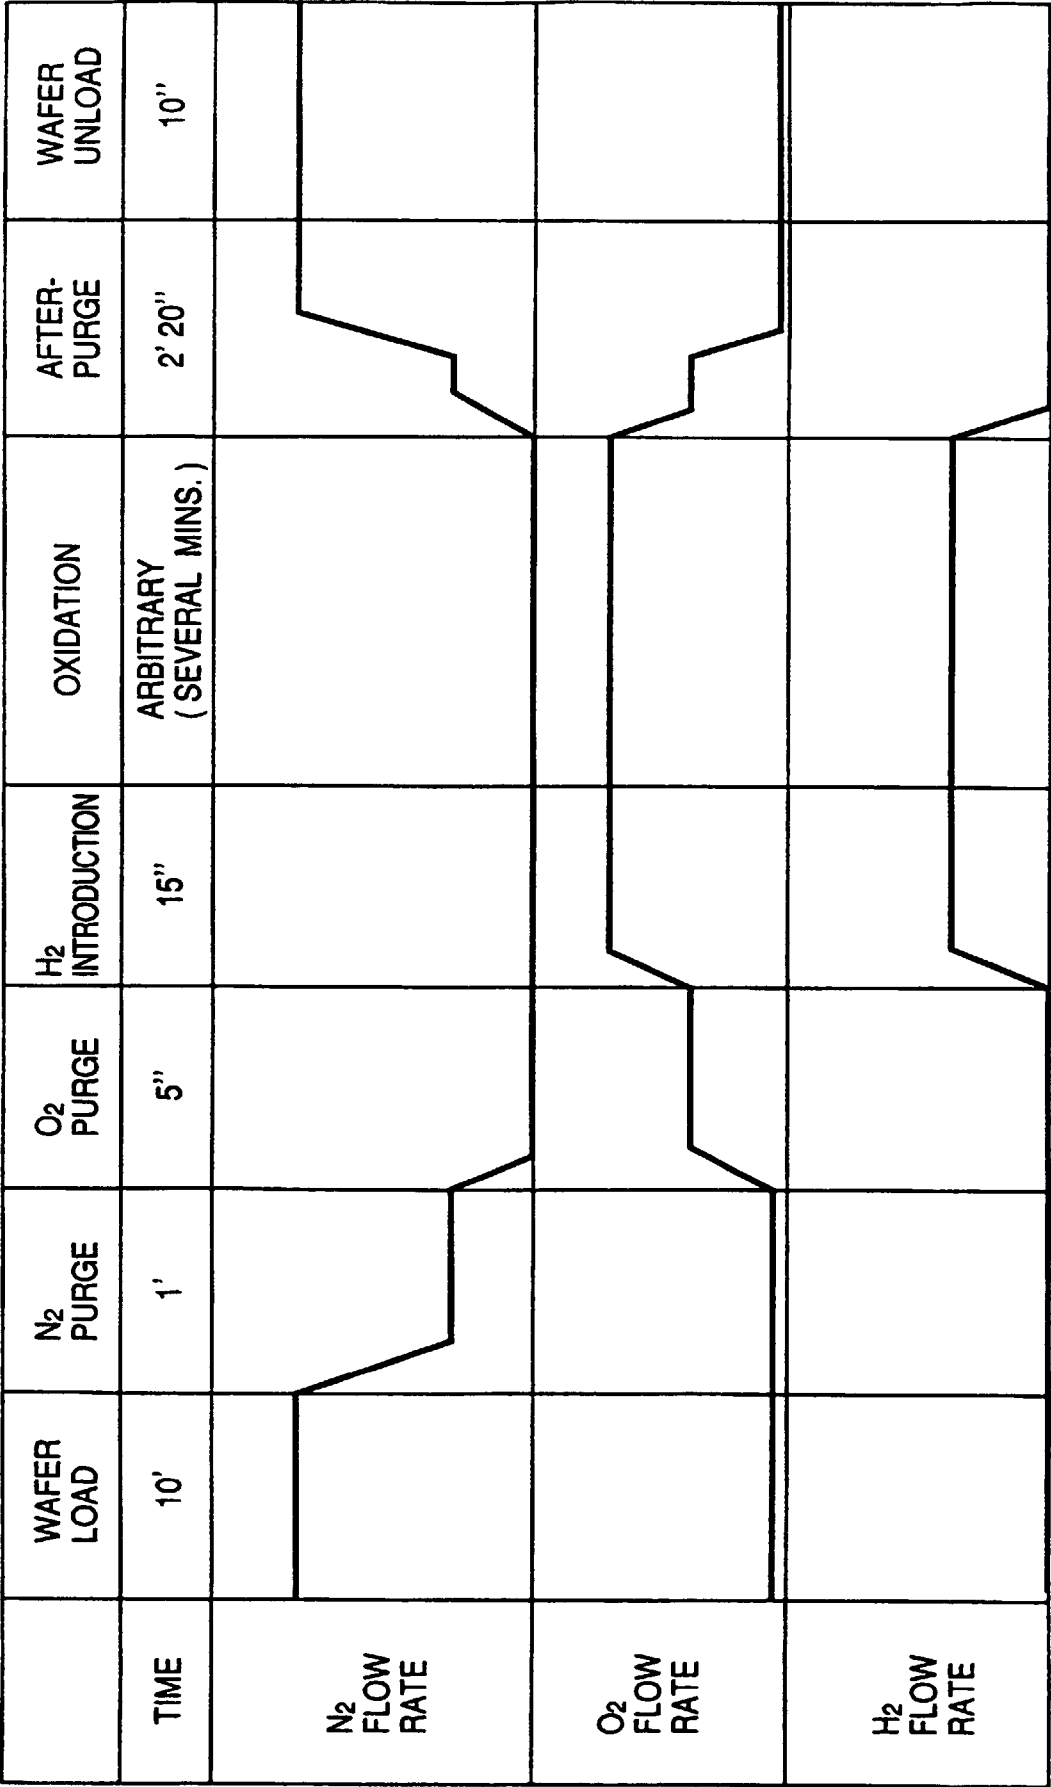 WAFER
LOAD
N2
PURGE
O2
PURGE
H2
INTRODUCTION
OXIDATION
AFTER-
PURGE
WAFER
UNLOAD
TIME
10'
1'
5"
15"
ARBITRARY
( SEVERAL MINS. )
2' 20"
10"
N2
FLOW
RATE
O2
FLOW
RATE
H2
FLOW
RATE